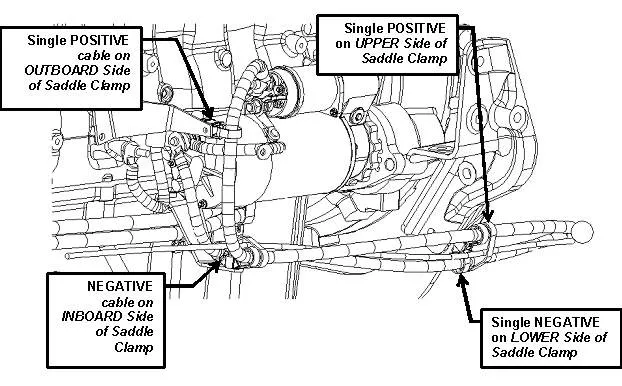 Single POSITIVE
cable on
OUTBOARD Side
of Saddle Clamp
Single POSITIVE
on UPPER Side of
Saddle Clamp
NEGATIVE
cable on
INBOARD Side
of Saddle
Clamp
Single NEGATIVE
on LOWER Side of
Saddle Clamp